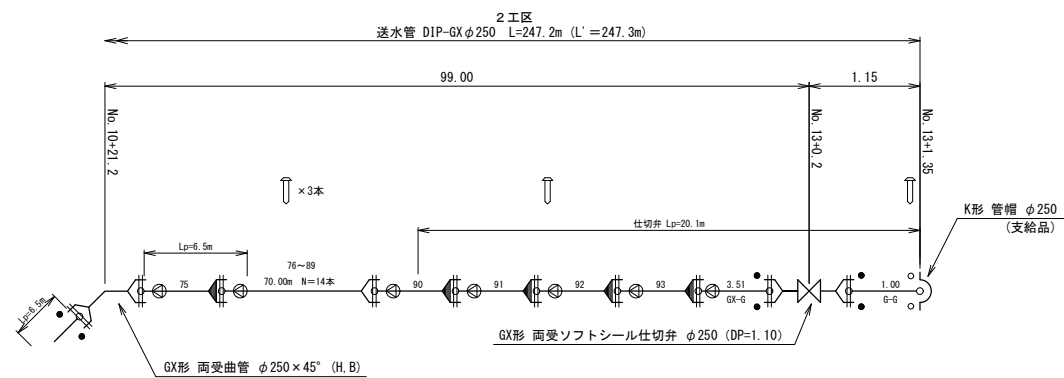 2工区
送水管 DIP-GXφ250 L=247.2m (L'=247.3m)
99.00
1.15
No.10+21.2
No.13+0.2
No.13+1.35
×3本
K形 管帽 φ250
(支給品)
仕切弁 Lp=20.1m
Lp=6.5m
76～89
75
70.00m N=14本
90
91
92
93
3.51
GX-G
1.00
G-G
Lp=6.5m
GX形 両受ソフトシール仕切弁 φ250 (DP=1.10)
GX形 両受曲管 φ250×45° (H,B)